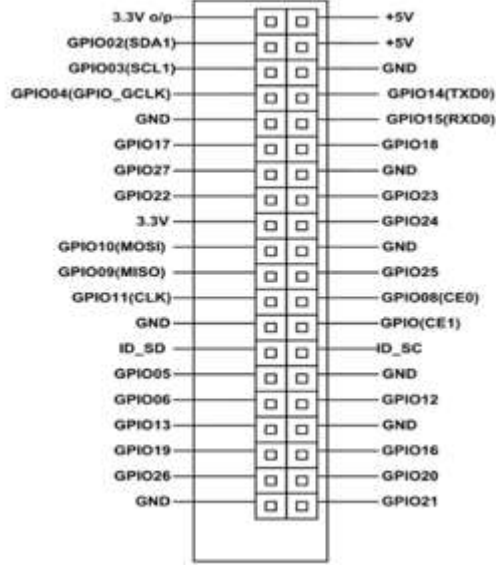 3.3V o/p +5V
GPIO02(SDA1) +5V
GPIO03(SCL1) GND
GPIO04(GPIO_GCLK) GPIO14(TXD0)
GND GPIO15(RXD0)
GPIO17 GPIO18
GPIO27 GND
GPIO22 GPIO23
3.3V GPIO24
GPIO10(MOSI) GND
GPIO09(MISO) GPIO25
GPIO11(CLK) GPIO08(CE0)
GND GPIO(CE1)
ID_SD ID_SC
GPIO05 GND
GPIO06 GPIO12
GPIO13 GND
GPIO19 GPIO16
GPIO26 GPIO20
GND GPIO21